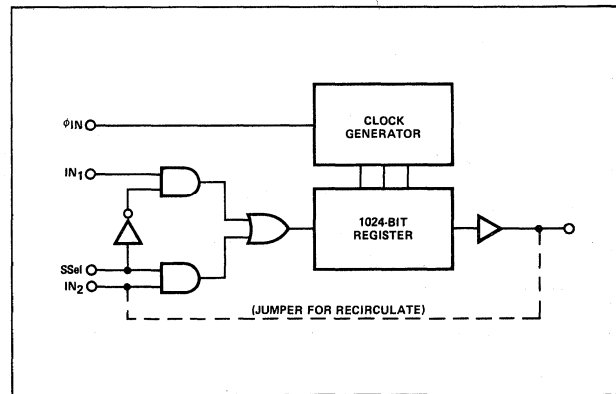 CLOCK
GENERATOR
ϕIN
IN₁
1024-BIT
REGISTER
SSel
IN₂
(JUMPER FOR RECIRCULATE)